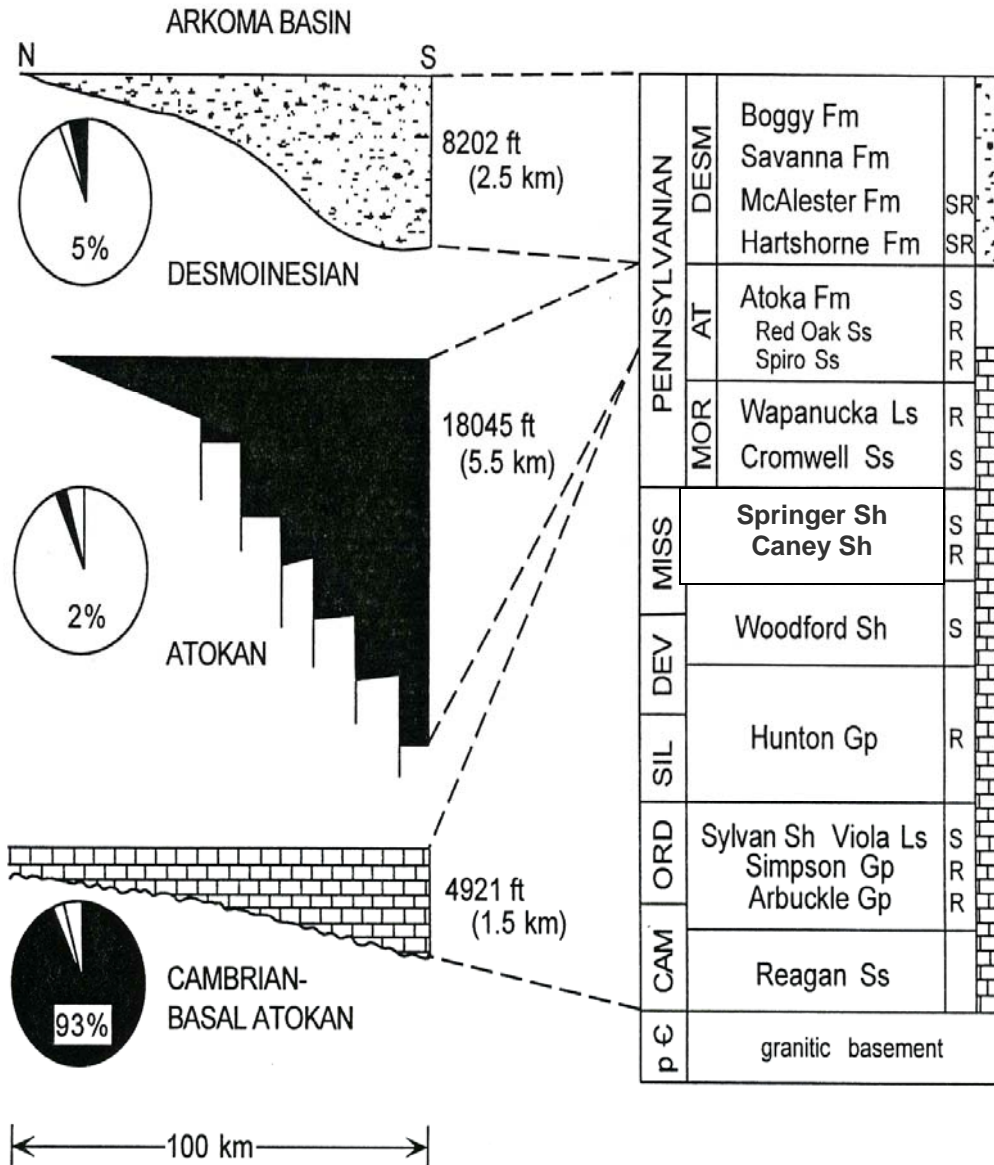 ARKOMA BASIN
N
S
8202 ft
(2.5 km)
5%
DESMOINESIAN
18045 ft
(5.5 km)
2%
ATOKAN
4921 ft
(1.5 km)
93%
CAMBRIAN-
BASAL ATOKAN
100 km
PENNSYLVANIAN
DESM
Boggy Fm
Savanna Fm
McAlester Fm SR
Hartshorne Fm SR
AT
Atoka Fm S
Red Oak Ss R
Spiro Ss R
MOR
Wapanucka Ls R
Cromwell Ss S
MISS
Springer Sh S
Caney Sh R
DEV
Woodford Sh S
SIL
Hunton Gp R
ORD
Sylvan Sh Viola Ls S
Simpson Gp R
Arbuckle Gp R
CAM
Reagan Ss
p Є
granitic basement